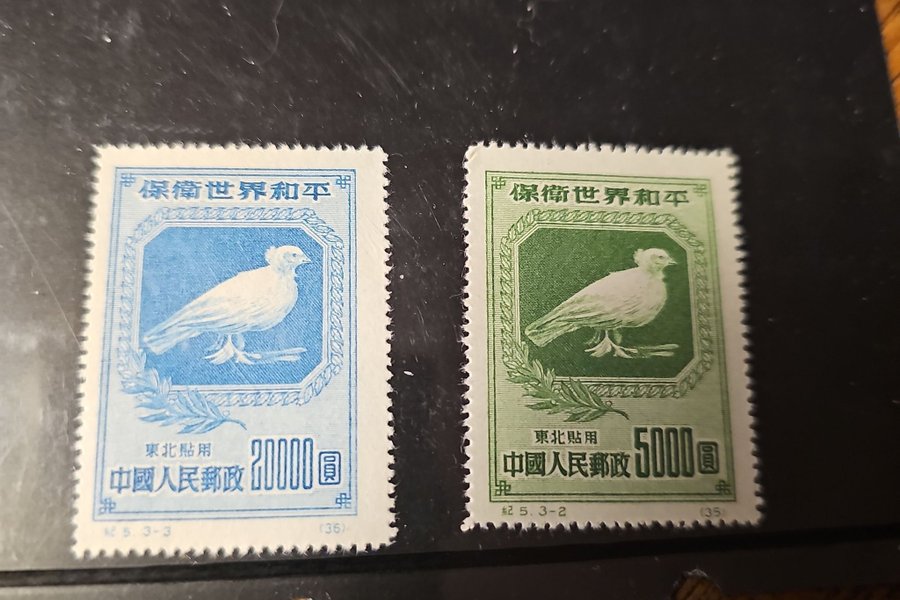 保衛世界和平
東北貼用
中國人民郵政 20000 圓
紀 5. 3-3 (36)
保衛世界和平
東北貼用
中國人民郵政 5000 圓
紀 5. 3-2 (35)